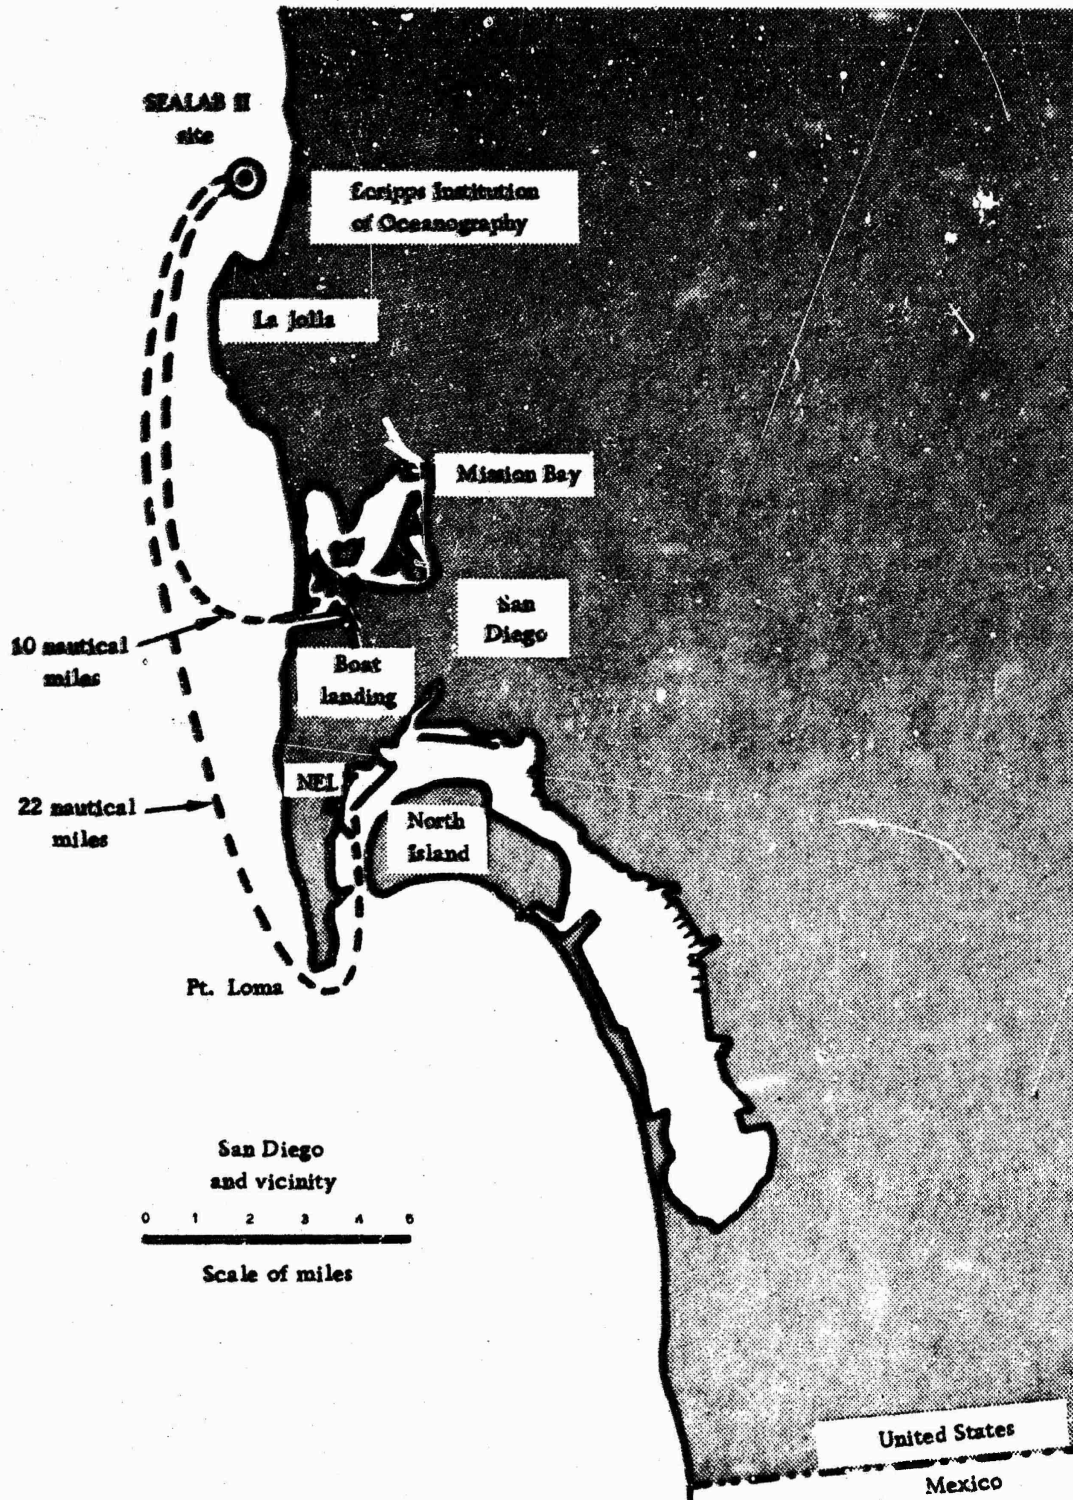 SEALAB II
site
Scripps Institution
of Oceanography
La Jolla
Mission Bay
San
Diego
10 nautical
miles
Boat
landing
NEL
22 nautical
miles
North
Island
Pt. Loma
San Diego
and vicinity
0 1 2 3 4 5
Scale of miles
United States
Mexico